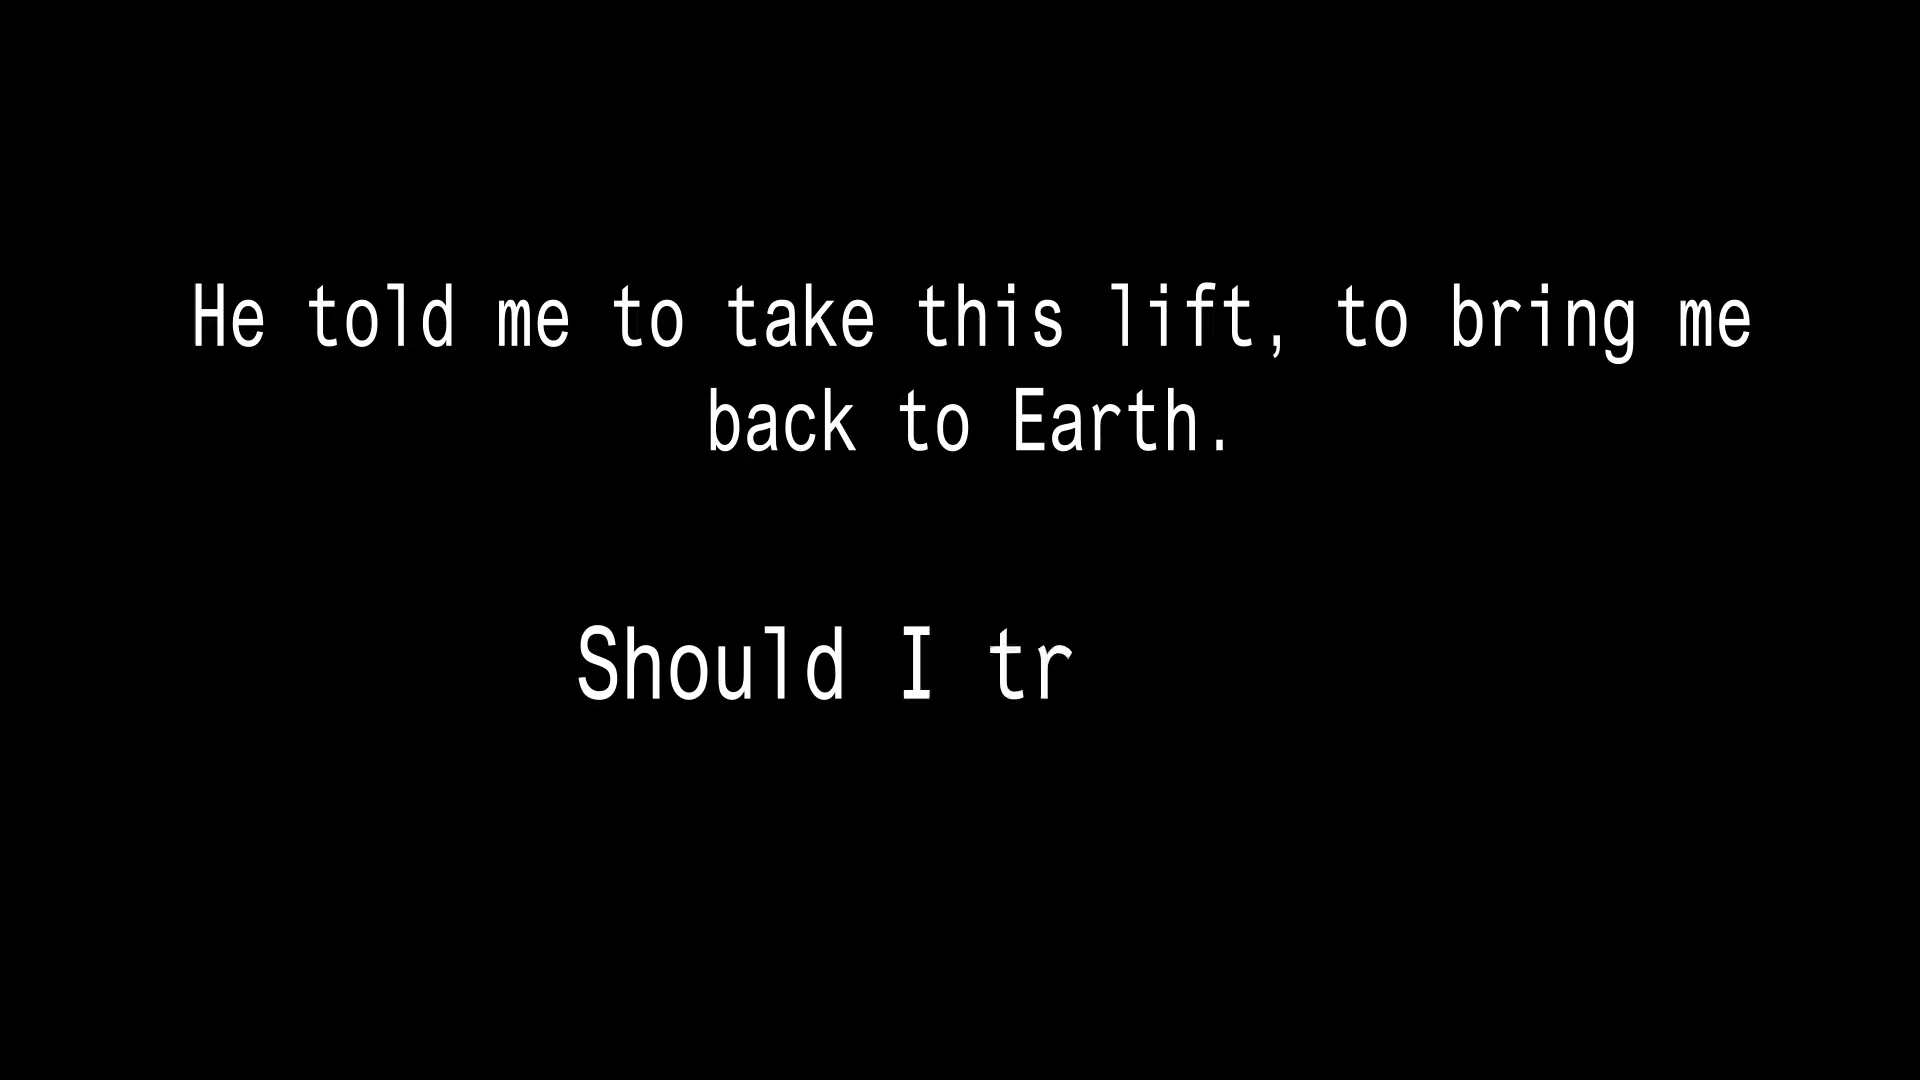 He told me to take this lift, to bring me
back to Earth.
Should I tr